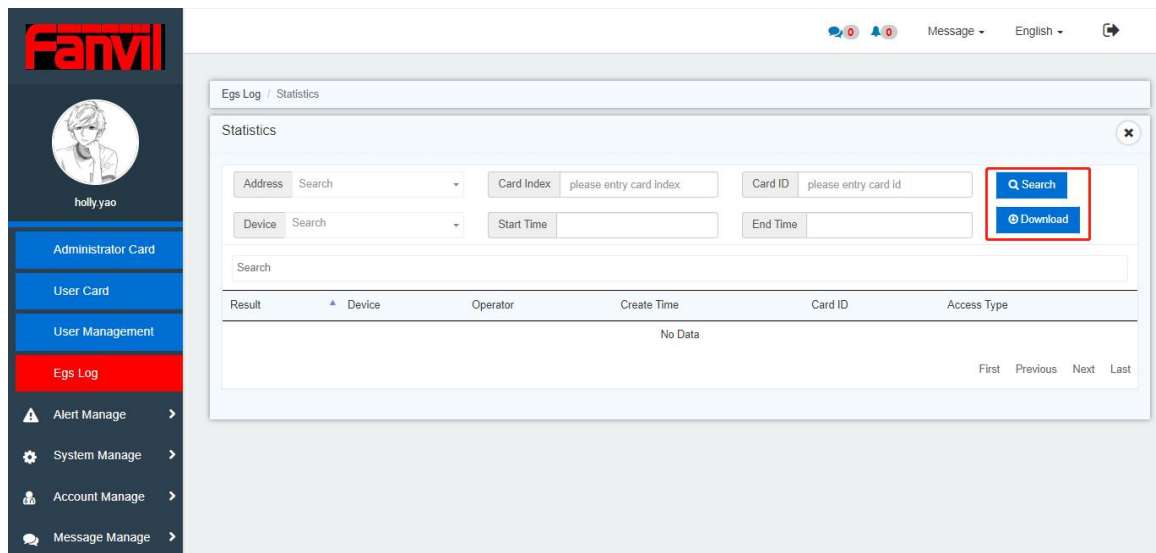 Fanvil
0 0 Message English
Egs Log / Statistics
Statistics
Address Search Card Index please entry card index Card ID please entry card id Search
holly.yao
Device Search Start Time End Time Download
Administrator Card
Search
User Card
Result Device Operator Create Time Card ID Access Type
User Management
No Data
Egs Log
First Previous Next Last
Alert Manage
System Manage
Account Manage
Message Manage